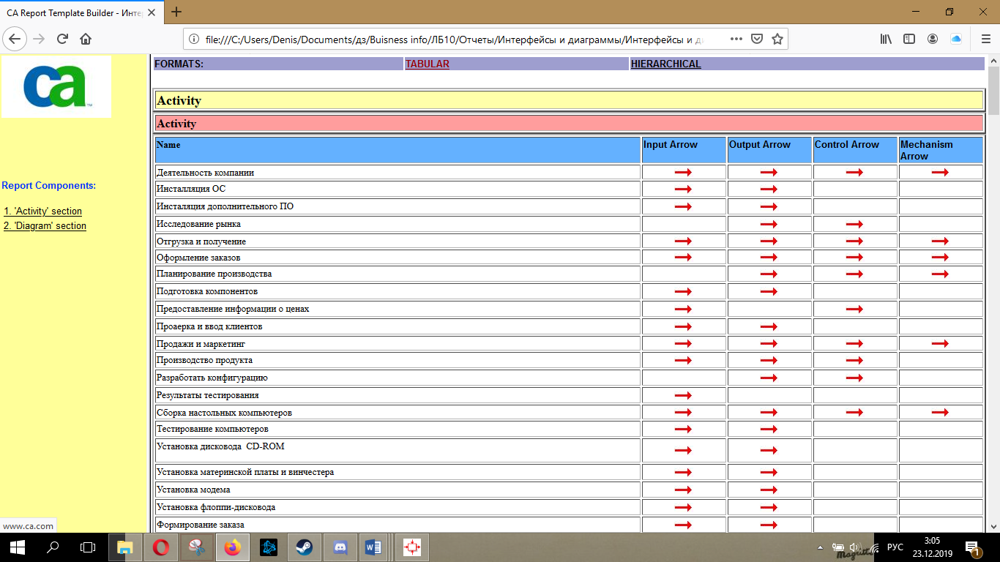 CA Report Template Builder - Инте
file:///C:/Users/Denis/Documents/дз/Buisness info/ЛБ10/Отчеты/Интерфейсы и диаграммы/Интерфейсы и ди
ca
FORMATS: TABULAR HIERARCHICAL
Activity
Activity
Name Input Arrow Output Arrow Control Arrow Mechanism Arrow
Деятельность компании
Инсталляция ОС
Инсталяция дополнительного ПО
Исследование рынка
Отгрузка и получение
Оформление заказов
Планирование производства
Подготовка компонентов
Предоставление информации о ценах
Проаерка и ввод клиентов
Продажи и маркетинг
Производство продукта
Разработать конфигурацию
Результаты тестирования
Сборка настольных компьютеров
Тестирование компьютеров
Установка дисковода CD-ROM
Установка материнской платы и винчестера
Установка модема
Установка флоппи-дисковода
Формирование заказа
Report Components:
1. 'Activity' section
2. 'Diagram' section
www.ca.com
Magritte
РУС
3:05
23.12.2019
1